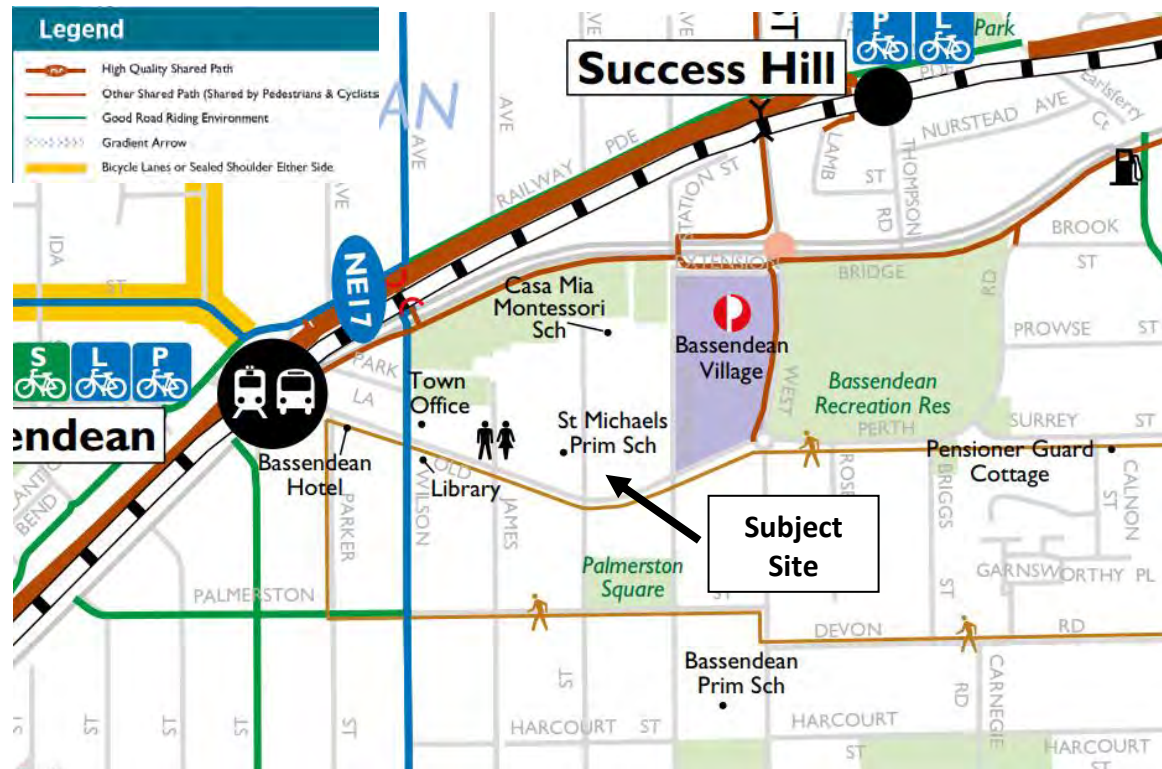 Legend
High Quality Shared Path
Other Shared Path (Shared by Pedestrians & Cyclists
Good Road Riding Environment
Gradient Arrow
Bicycle Lanes or Sealed Shoulder Either Side
AN
AVE
AVE
ST
P L
Park
Success Hill
PDE
Earlsferry
Ct
NURSTEAD AVE
LAMB
ST
THOMPSON
RD
RAILWAY PDE
STATION ST
AVE
AVE
IDA
ST
ST
NE17
EXTENSION
BRIDGE
BROOK
ST
RD
PROWSE ST
Casa Mia
Montessori
Sch
Bassendean
Village
WEST
Bassendean
Recreation Res
PERTH
SURREY ST
S L P
endean
PARK
LA
Town
Office
St Michaels
Prim Sch
Bassendean
Hotel
OLD
Library
Pensioner Guard
Cottage
BEND
PARKER
WILSON
JAMES
ROSE
BRIGGS
CALNON
ST
Subject
Site
Palmerston
Square
ST
GARNSWORTHY PL
PALMERSTON
DEVON RD
Bassendean
Prim Sch
RD
CARNEGIE
ST
ST
ST
ST
ST
HARCOURT ST
HARCOURT
ST
HARCOURT
ST